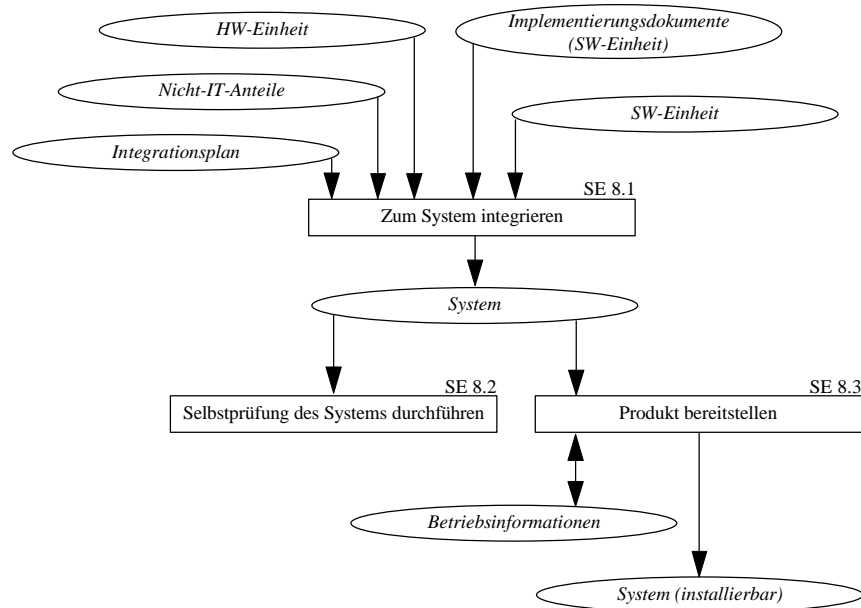 HW-Einheit
Implementierungsdokumente
(SW-Einheit)
Nicht-IT-Anteile
SW-Einheit
Integrationsplan
SE 8.1
Zum System integrieren
System
SE 8.2
Selbstprüfung des Systems durchführen
SE 8.3
Produkt bereitstellen
Betriebsinformationen
System (installierbar)